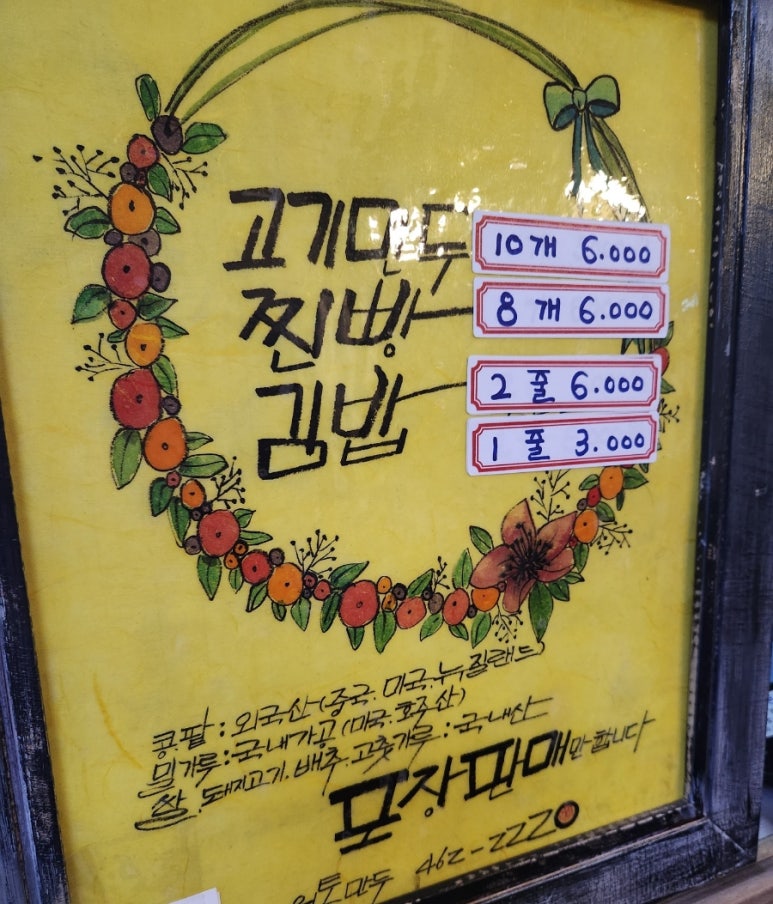 고기만두 10개 6.000
찐빵 8개 6.000
김밥 2줄 6.000
1줄 3.000
콩.팥 : 외국산 (중국. 미국. 뉴질랜드)
밀가루 : 국내가공 (미국. 호주산)
쌀. 돼지고기. 배추. 고춧가루 : 국내산
포장판매만 합니다
만두 462-2220